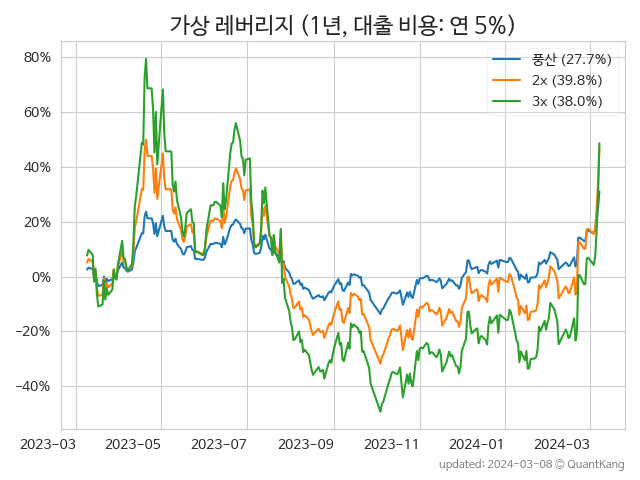 가상 레버리지 (1년, 대출 비용: 연 5%)
풍산 (27.7%)
2x (39.8%)
3x (38.0%)
80%
60%
40%
20%
0%
−20%
−40%
2023-03
2023-05
2023-07
2023-09
2023-11
2024-01
2024-03
updated: 2024-03-08 © QuantKang